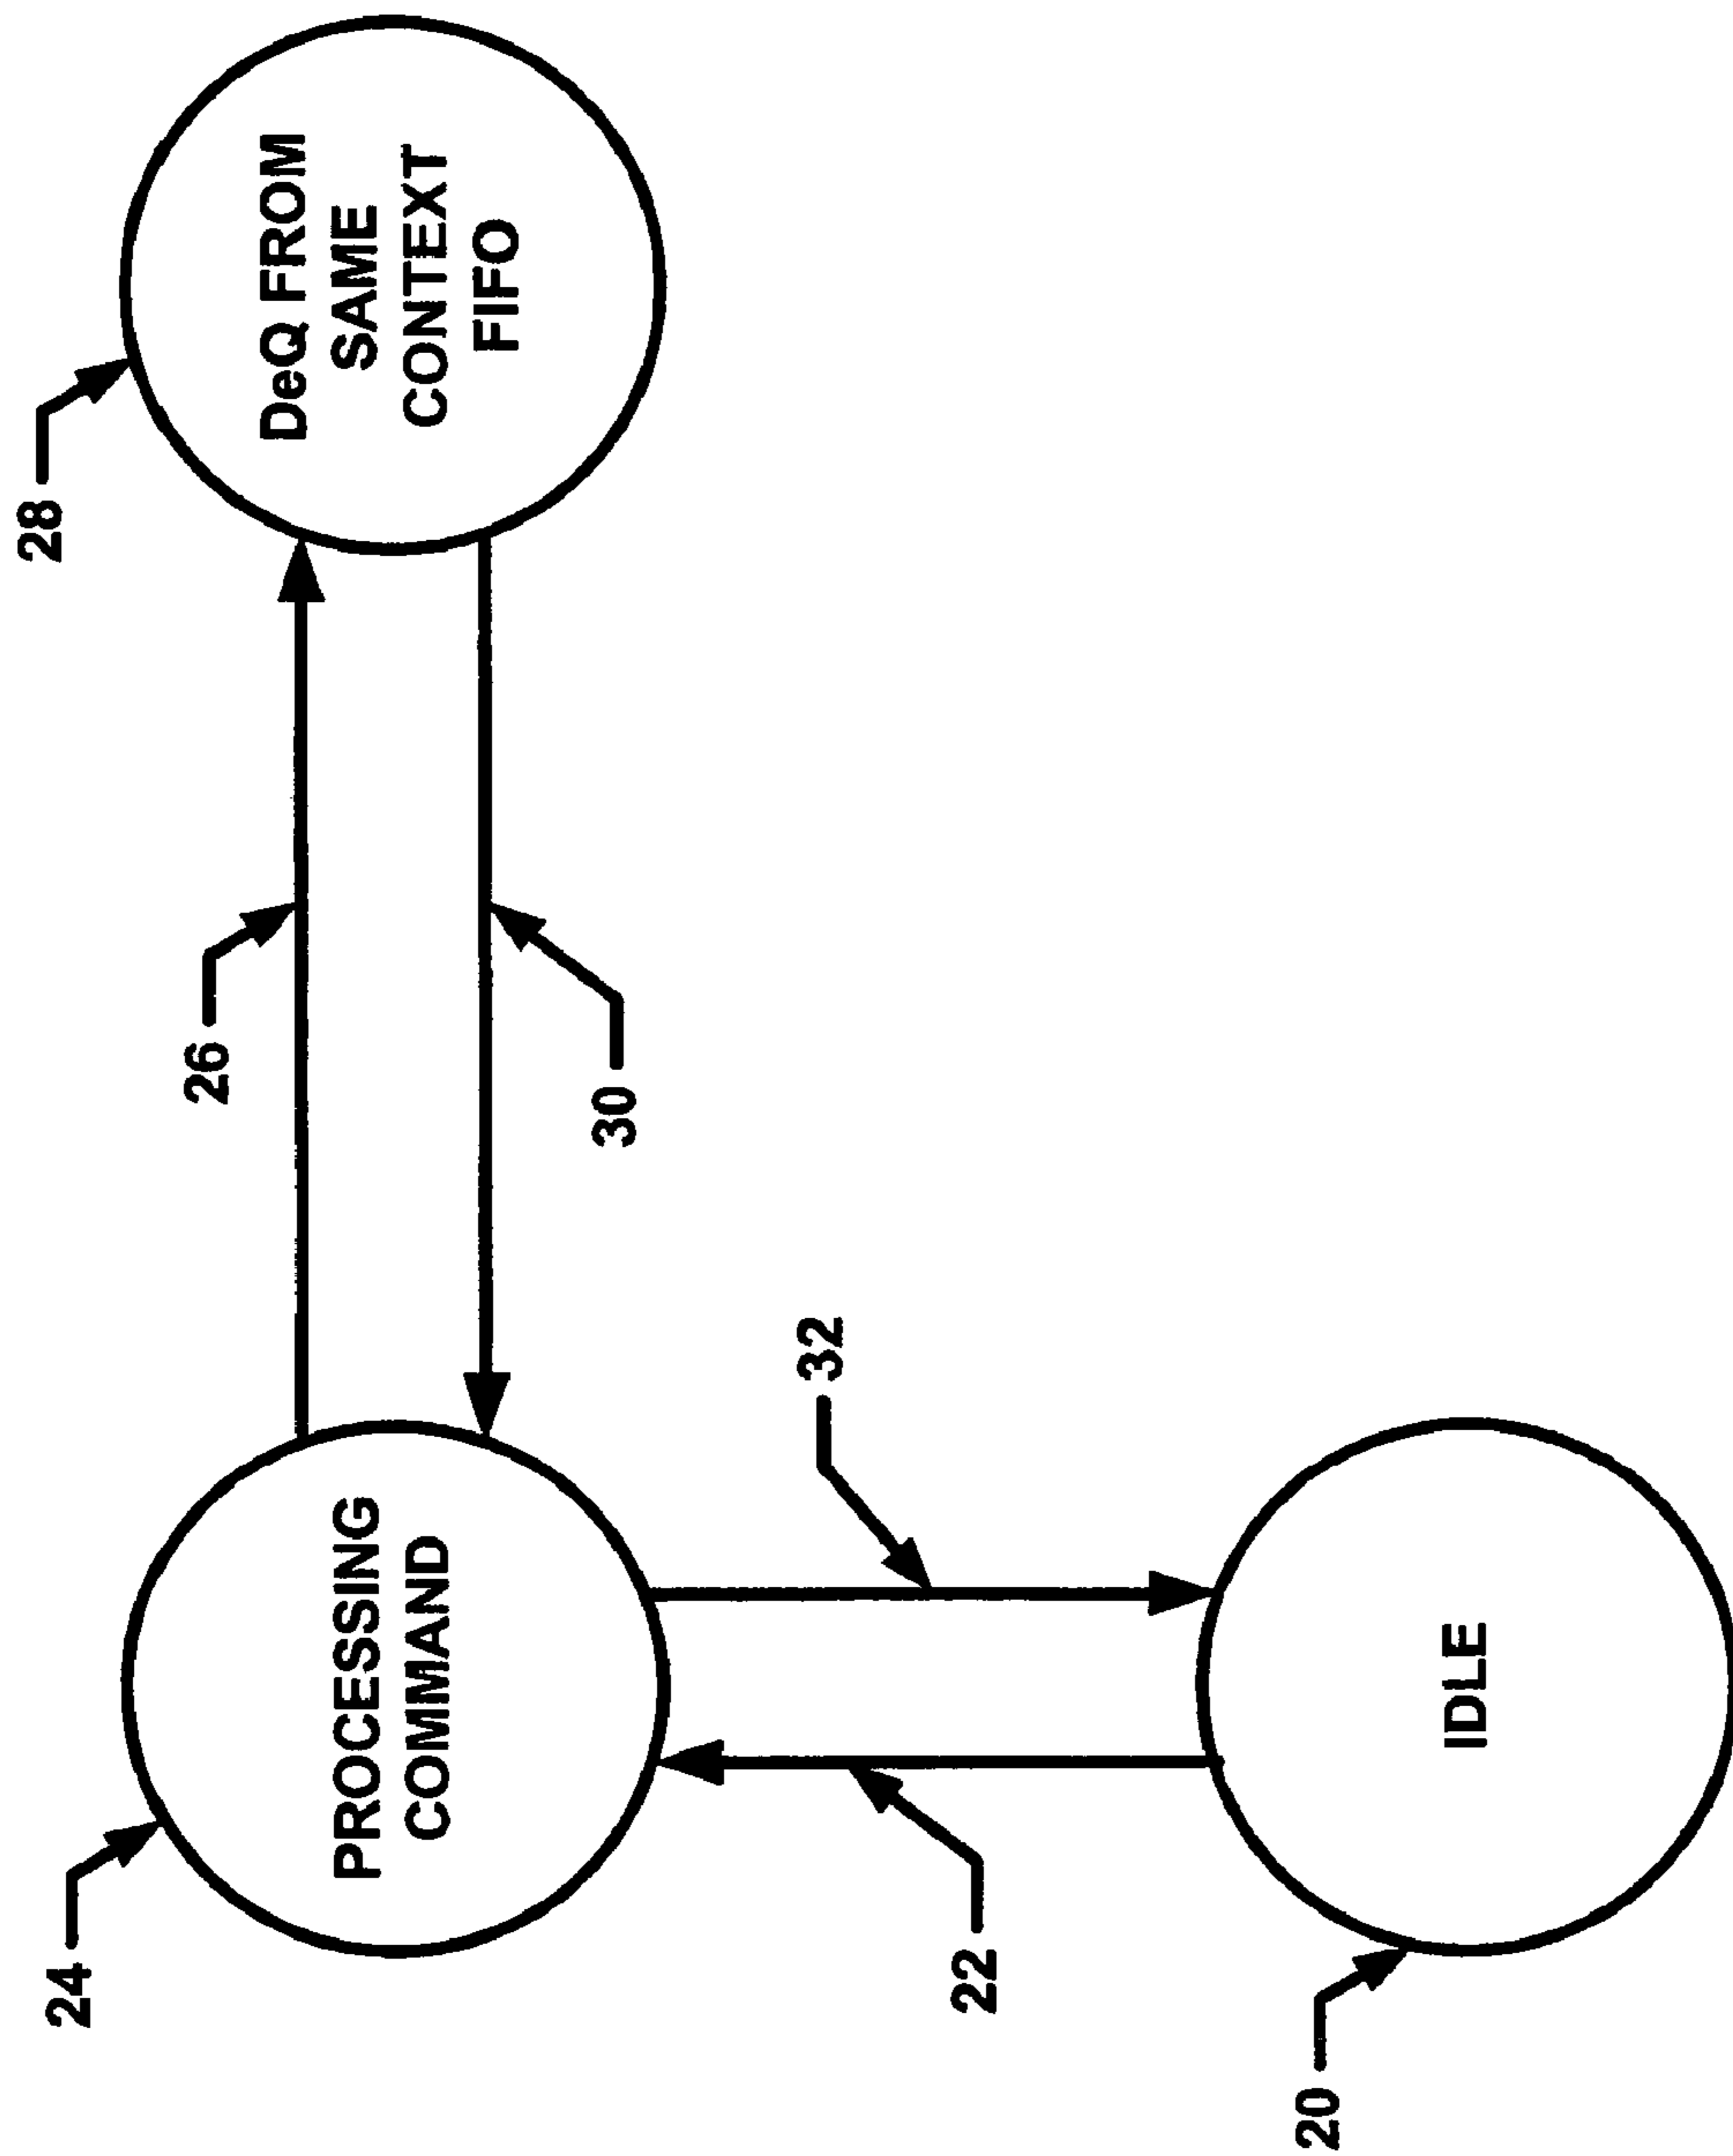 24
28
26
PROCESSING
COMMAND
DeQ FROM
SAME
CONTEXT
FIFO
30
32
22
20
IDLE